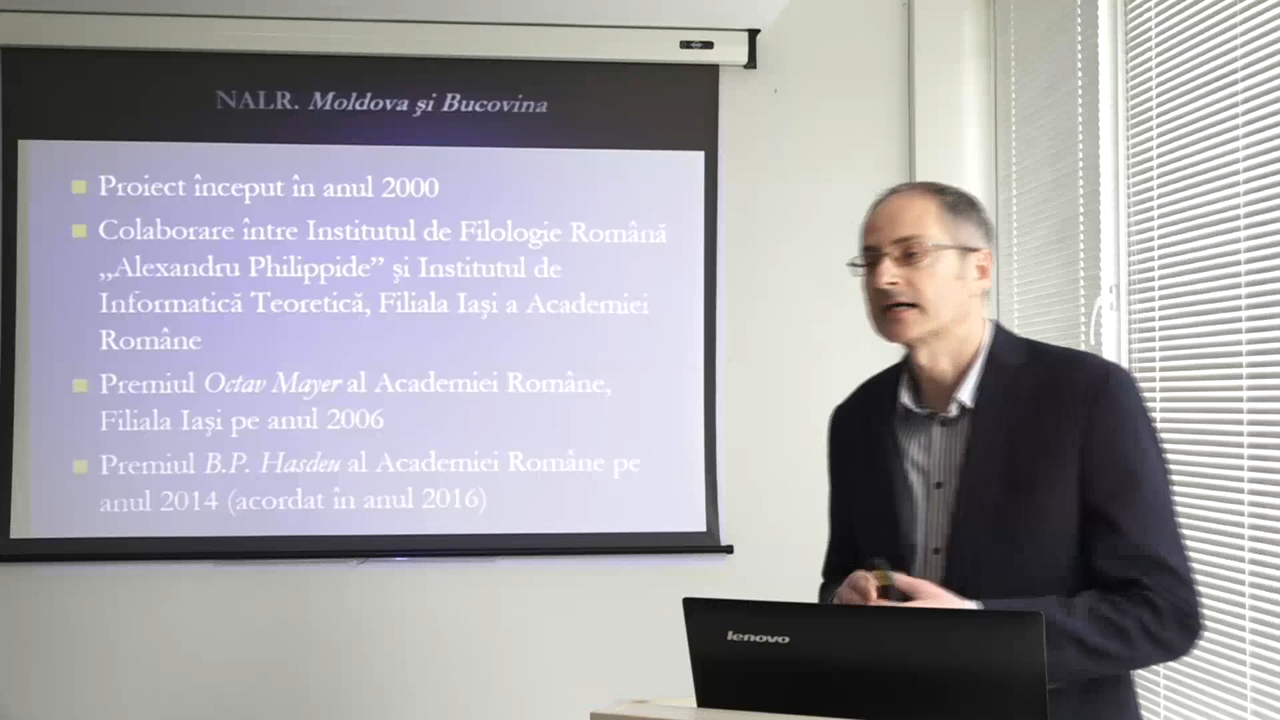 NALR. Moldova şi Bucovina
Proiect început în anul 2000
Colaborare între Institutul de Filologie Română
„Alexandru Philippide” şi Institutul de
Informatică Teoretică, Filiala Iaşi a Academiei
Române
Premiul Octav Mayer al Academiei Române,
Filiala Iaşi pe anul 2006
Premiul B.P. Hasdeu al Academiei Române pe
anul 2014 (acordat în anul 2016)
lenovo